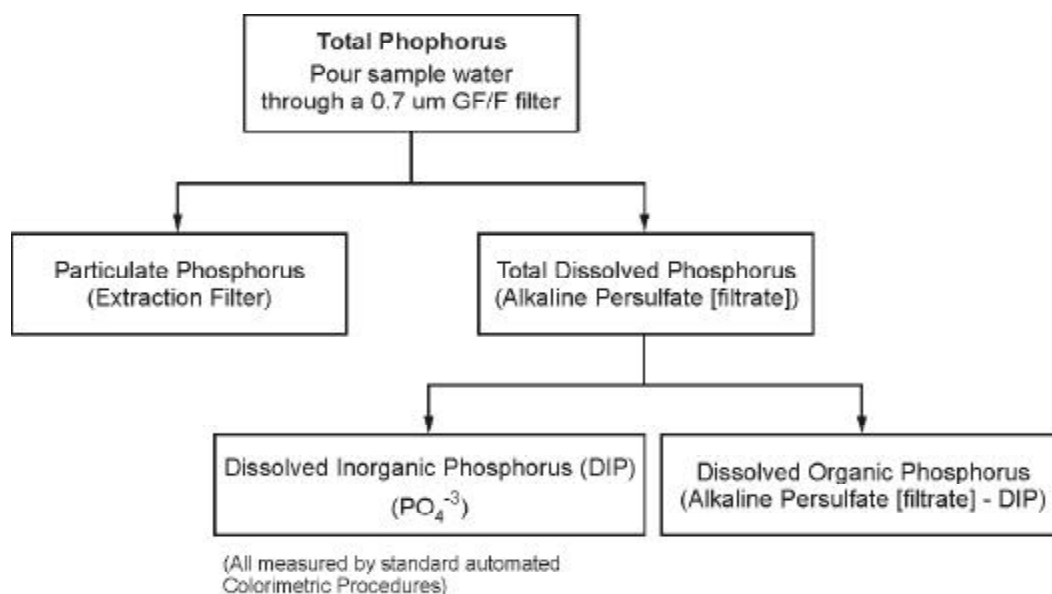 Total Phophorus
Pour sample water
through a 0.7 um GF/F filter
Particulate Phosphorus
(Extraction Filter)
Total Dissolved Phosphorus
(Alkaline Persulfate [filtrate])
Dissolved Inorganic Phosphorus (DIP)
(PO₄⁻³)
Dissolved Organic Phosphorus
(Alkaline Persulfate [filtrate] - DIP)
(All measured by standard automated
Colorimetric Procedures)